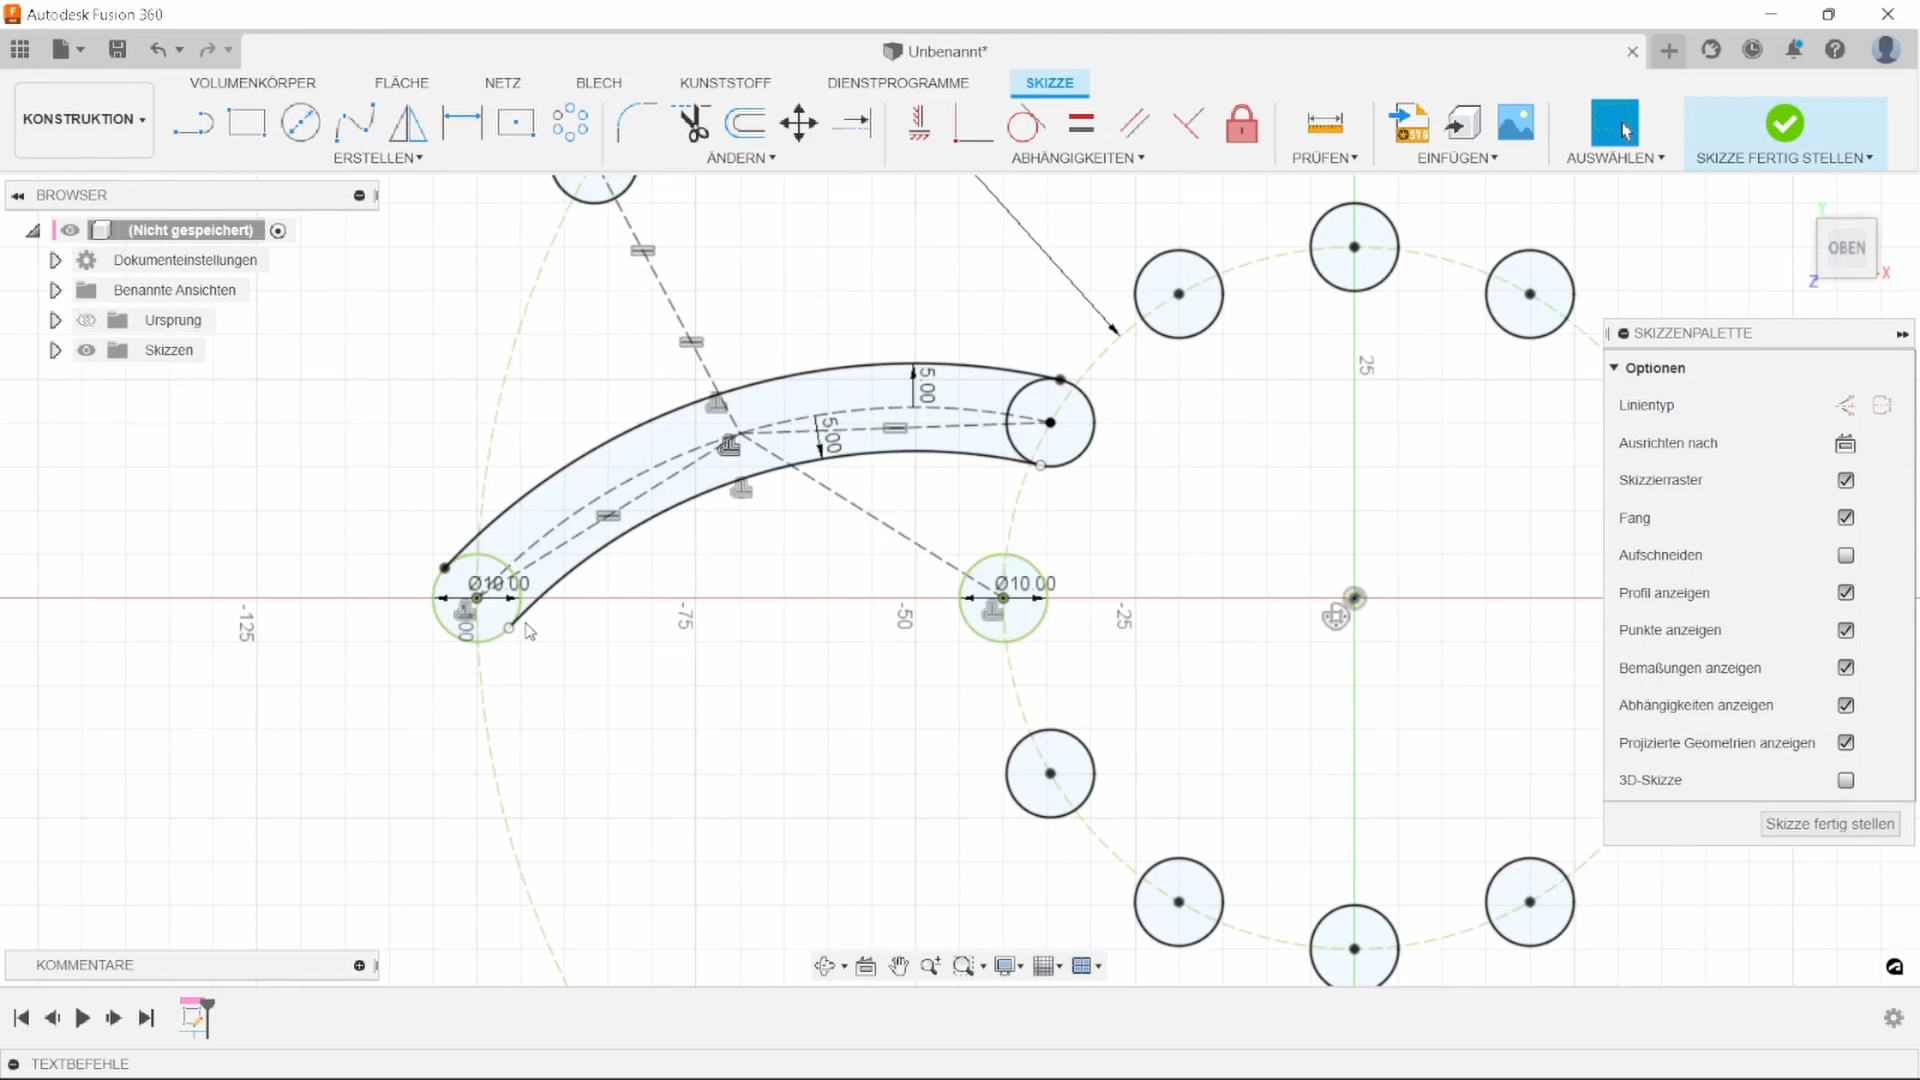 Autodesk Fusion 360
Unbenannt*
VOLUMENKÖRPER FLÄCHE NETZ BLECH KUNSTSTOFF DIENSTPROGRAMME SKIZZE
KONSTRUKTION
ERSTELLEN ÄNDERN ABHÄNGIGKEITEN PRÜFEN EINFÜGEN AUSWÄHLEN SKIZZE FERTIG STELLEN
BROWSER
(Nicht gespeichert)
Dokumenteinstellungen
Benannte Ansichten
Ursprung
Skizzen
OBEN
Y
X
Z
SKIZZENPALETTE
Optionen
Linientyp
Ausrichten nach
Skizzierraster
Fang
Aufschneiden
Profil anzeigen
Punkte anzeigen
Bemaßungen anzeigen
Abhängigkeiten anzeigen
Projizierte Geometrien anzeigen
3D-Skizze
Skizze fertig stellen
25
5.00
5.00
Ø10.00
Ø10.00
-125
-75
-50
-25
KOMMENTARE
TEXTBEFEHLE